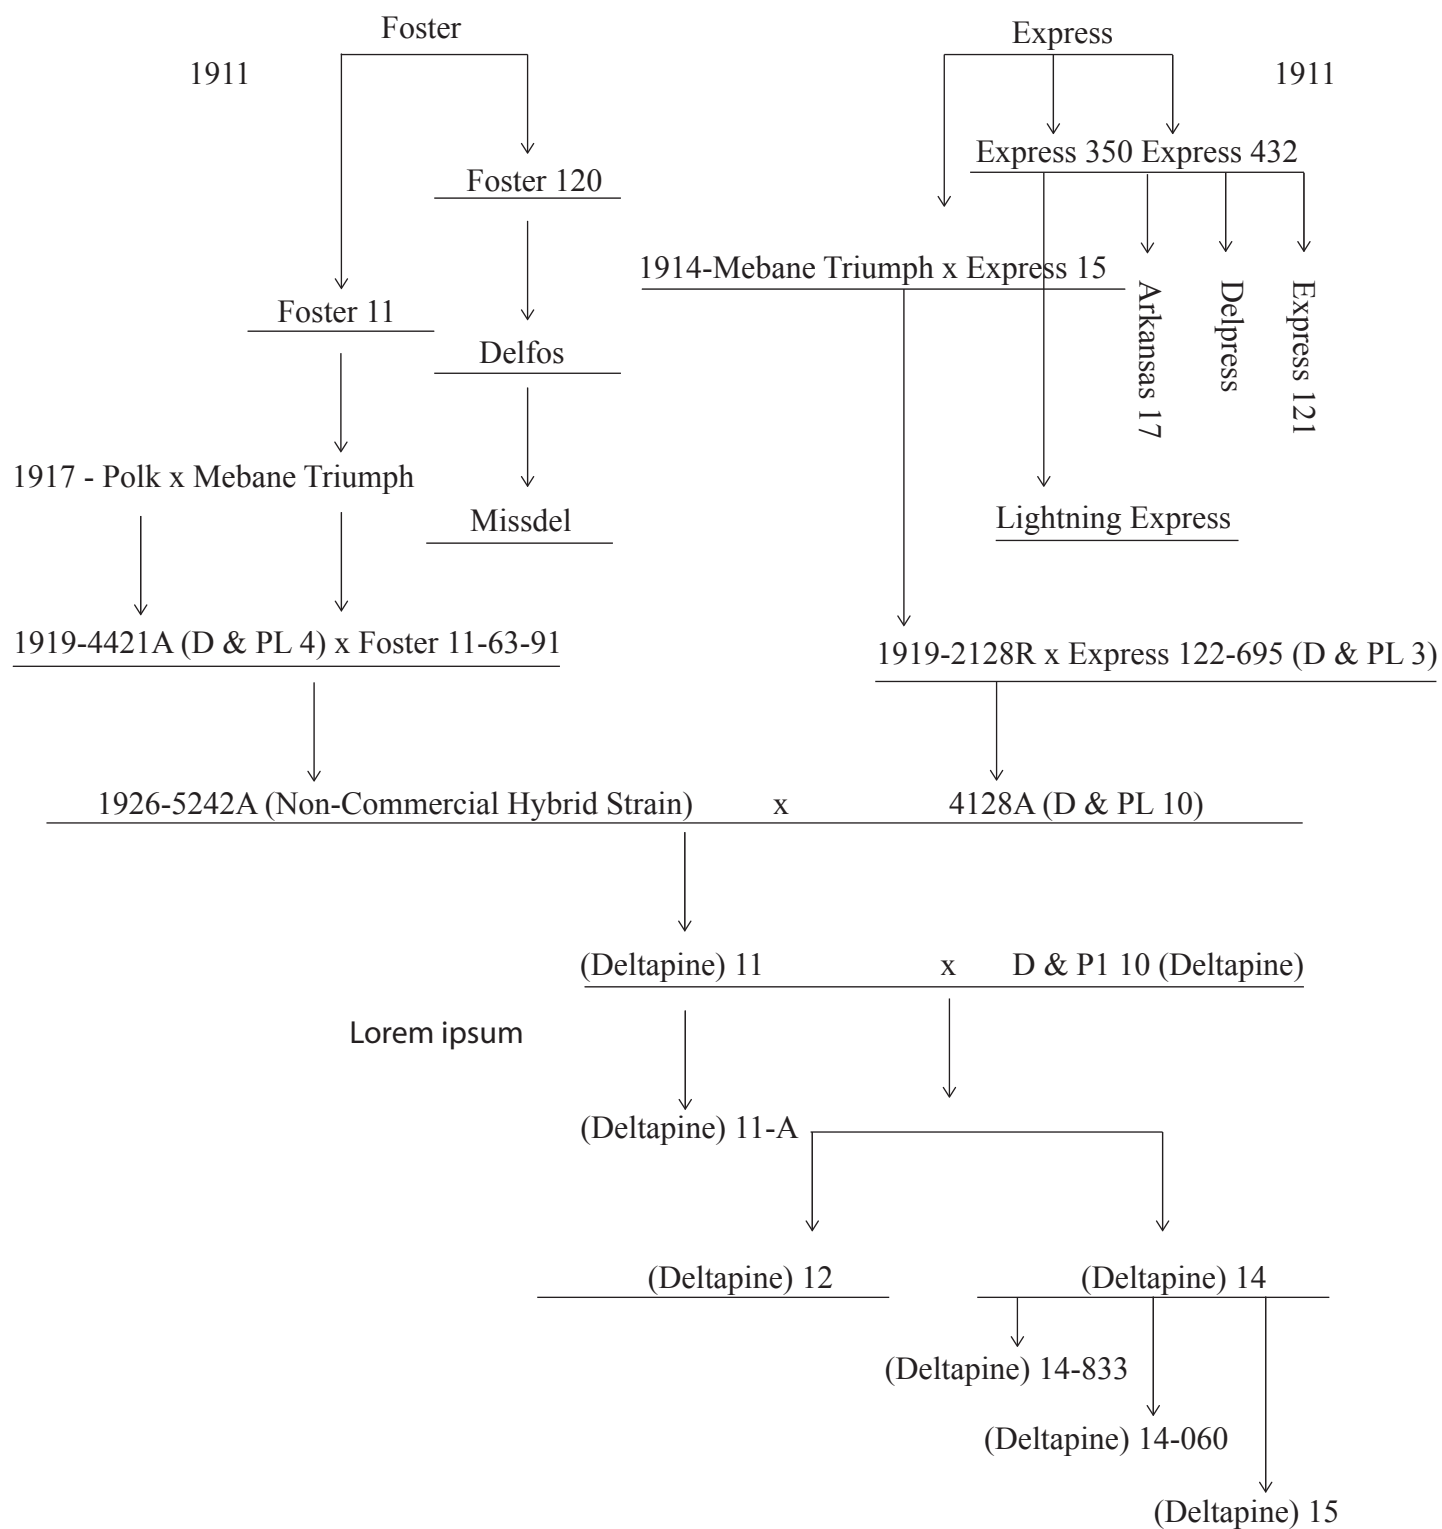 Foster
Express
1911
1911
Express 350 Express 432
Foster 120
1914-Mebane Triumph x Express 15
Arkansas 17
Delpress
Express 121
Foster 11
Delfos
1917 - Polk x Mebane Triumph
Missdel
Lightning Express
1919-4421A (D & PL 4) x Foster 11-63-91
1919-2128R x Express 122-695 (D & PL 3)
1926-5242A (Non-Commercial Hybrid Strain) x 4128A (D & PL 10)
(Deltapine) 11 x D & P1 10 (Deltapine)
Lorem ipsum
(Deltapine) 11-A
(Deltapine) 12
(Deltapine) 14
(Deltapine) 14-833
(Deltapine) 14-060
(Deltapine) 15